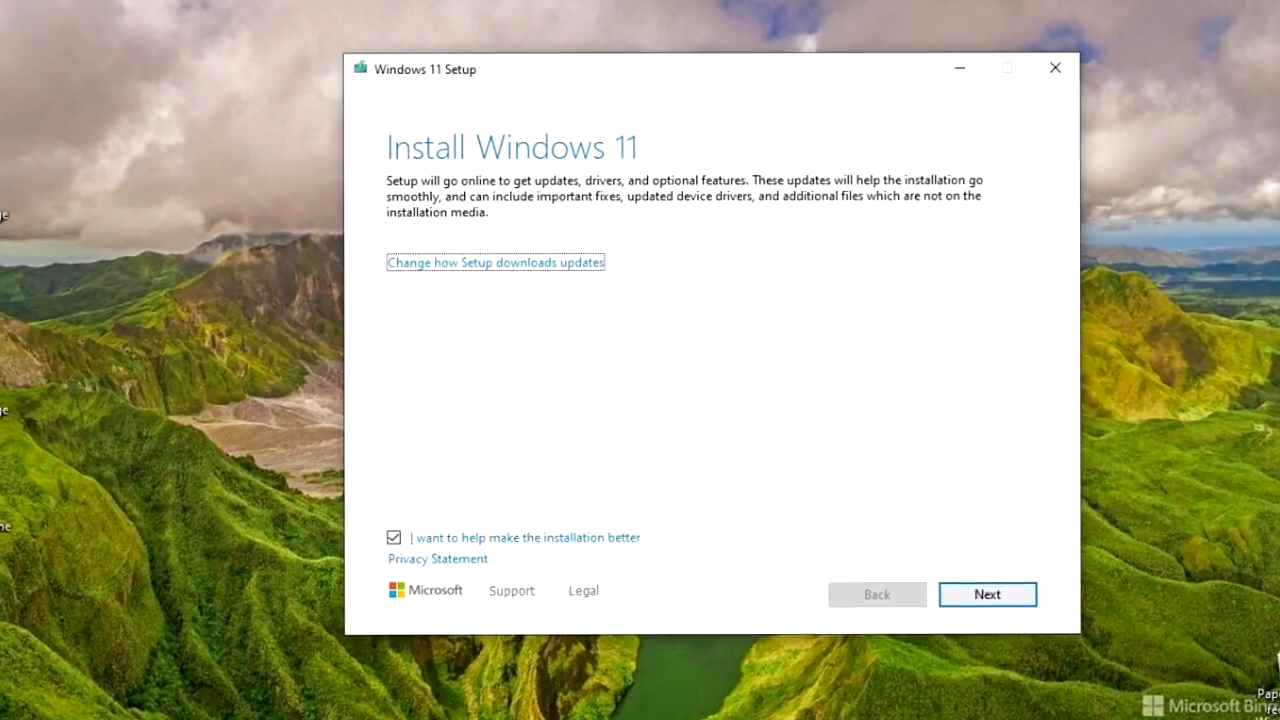 Windows 11 Setup
Install Windows 11
Setup will go online to get updates, drivers, and optional features. These updates will help the installation go
smoothly, and can include important fixes, updated device drivers, and additional files which are not on the
installation media.
Change how Setup downloads updates
I want to help make the installation better
Privacy Statement
Microsoft
Support
Legal
Back
Next
Microsoft Bing